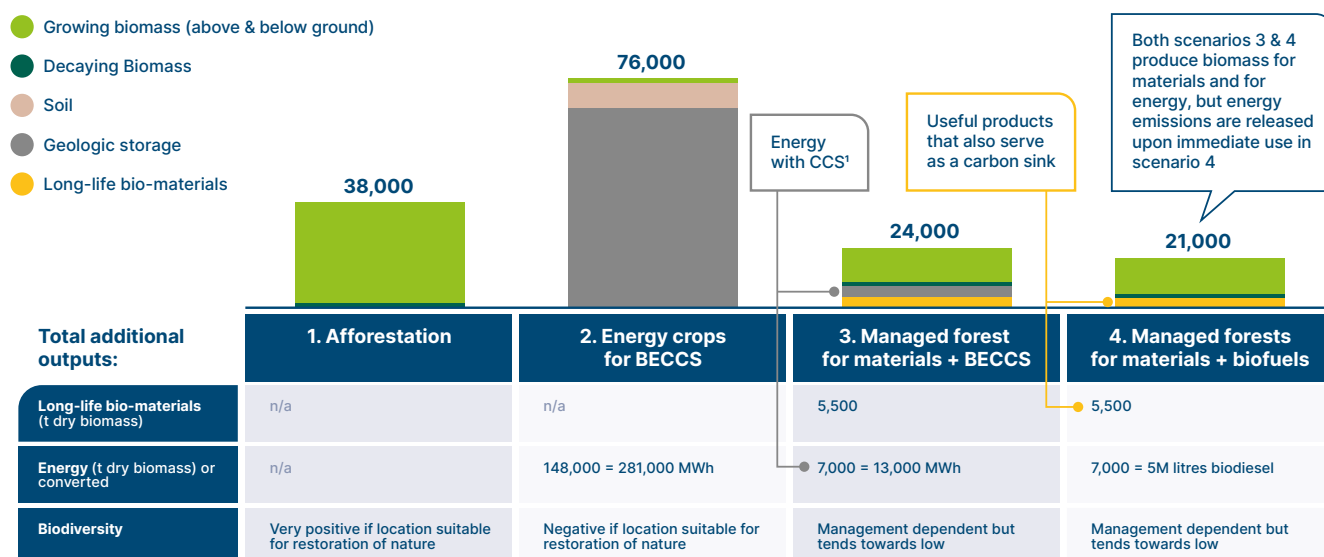 Growing biomass (above & below ground)
Decaying Biomass
Soil
Geologic storage
Long-life bio-materials
38,000
76,000
24,000
21,000
Energy
with CCS¹
Useful products
that also serve
as a carbon sink
Both scenarios 3 & 4
produce biomass for
materials and for
energy, but energy
emissions are released
upon immediate use in
scenario 4
Total additional
outputs:
1. Afforestation
2. Energy crops
for BECCS
3. Managed forest
for materials + BECCS
4. Managed forests
for materials + biofuels
Long-life bio-materials
(t dry biomass)
n/a
n/a
5,500
5,500
Energy (t dry biomass) or
converted
n/a
148,000 = 281,000 MWh
7,000 = 13,000 MWh
7,000 = 5M litres biodiesel
Biodiversity
Very positive if location suitable
for restoration of nature
Negative if location suitable for
restoration of nature
Management dependent but
tends towards low
Management dependent but
tends towards low